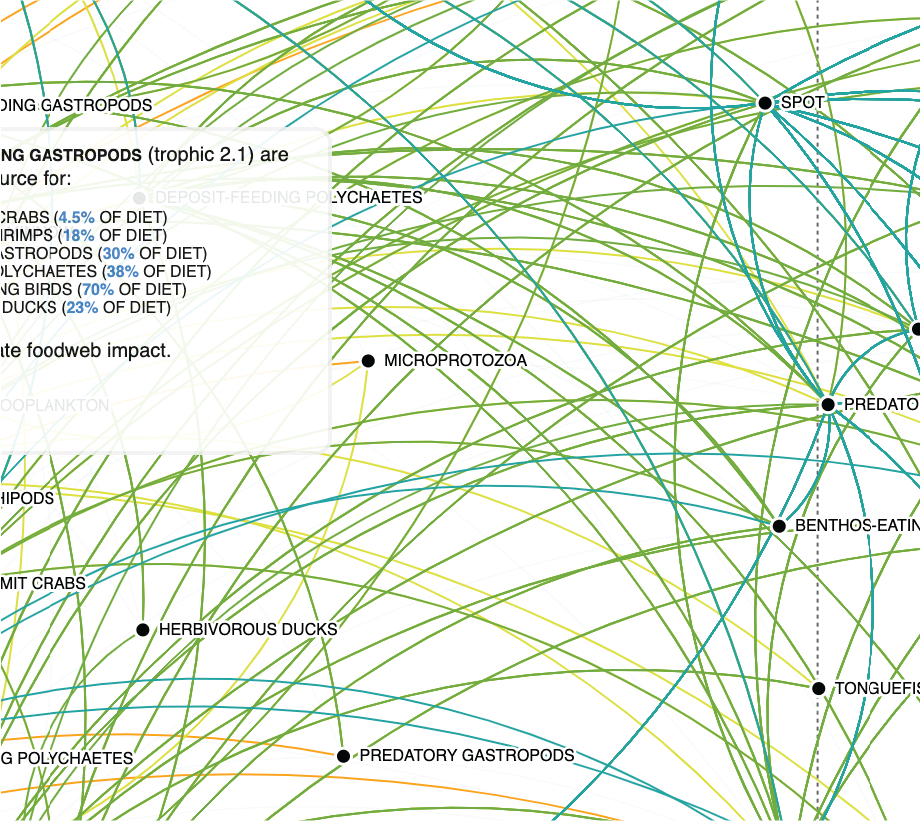 DING GASTROPODS
SPOT
NG GASTROPODS (trophic 2.1) are
urce for:
DEPOSIT-FEEDING POLYCHAETES
CRABS (4.5% OF DIET)
HRIMPS (18% OF DIET)
ASTROPODS (30% OF DIET)
OLYCHAETES (38% OF DIET)
NG BIRDS (70% OF DIET)
DUCKS (23% OF DIET)
ate foodweb impact.
MICROPROTOZOA
OOPLANKTON
PREDATO
HIPODS
BENTHOS-EATIN
MIT CRABS
HERBIVOROUS DUCKS
TONGUEFIS
G POLYCHAETES
PREDATORY GASTROPODS